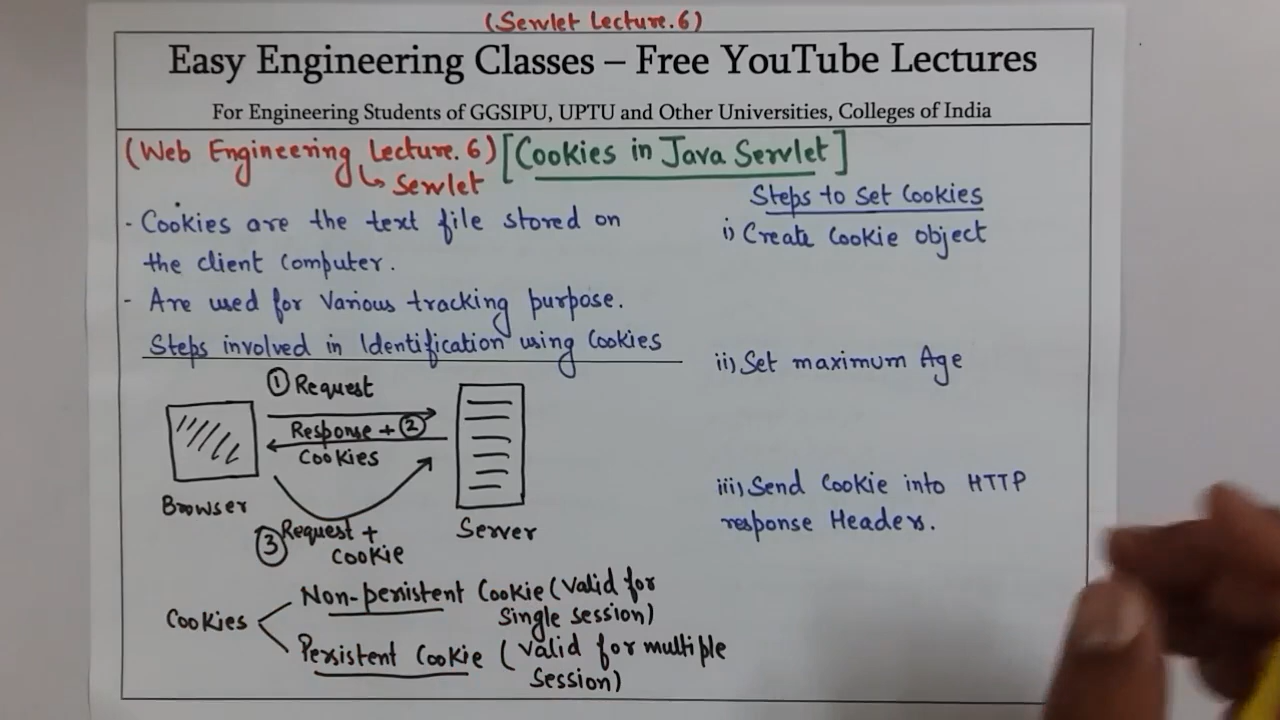 (Servlet Lecture.6)
Easy Engineering Classes – Free YouTube Lectures
For Engineering Students of GGSIPU, UPTU and Other Universities, Colleges of India
(Web Engineering Lecture.6) [Cookies in Java Servlet]
↳ Servlet
- Cookies are the text file stored on
the client Computer.
- Are used for Various tracking purpose.
Steps involved in Identification using Cookies
① Request
Response + ②
Cookies
Browser
Server
③ Request +
Cookie
Cookies
Non-persistent Cookie (Valid for
Single session)
Persistent Cookie (Valid for multiple
Session)
Steps to Set Cookies
i) Create Cookie object
ii) Set maximum Age
iii) Send Cookie into HTTP
response Headers.